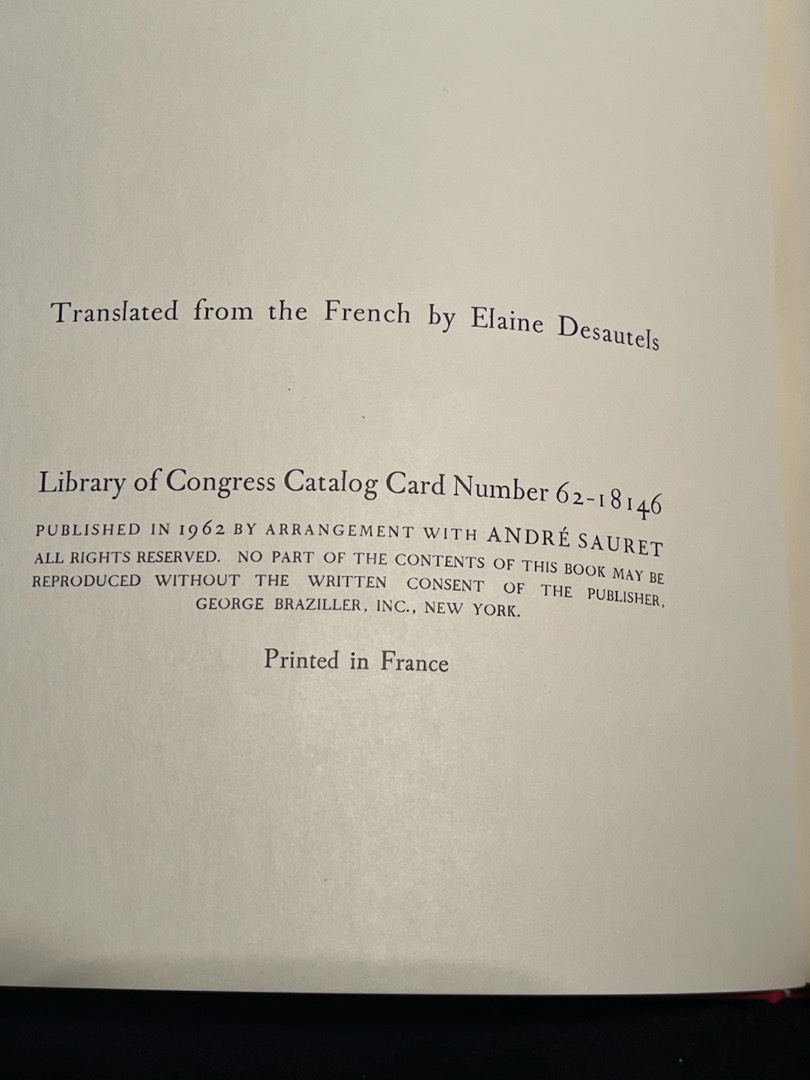 Translated from the French by Elaine Desautels
Library of Congress Catalog Card Number 62-18146
PUBLISHED IN 1962 BY ARRANGEMENT WITH ANDRÉ SAURET
ALL RIGHTS RESERVED. NO PART OF THE CONTENTS OF THIS BOOK MAY BE
REPRODUCED WITHOUT THE WRITTEN CONSENT OF THE PUBLISHER,
GEORGE BRAZILLER, INC., NEW YORK.
Printed in France